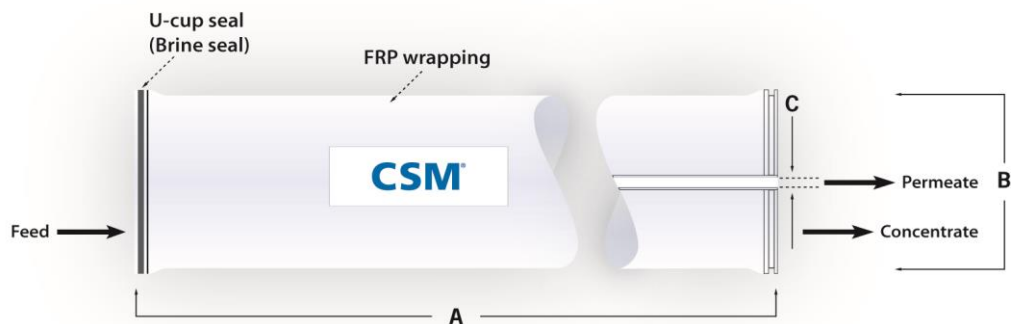 U-cup seal
(Brine seal)
FRP wrapping
C
CSM®
Permeate
B
Feed
Concentrate
A